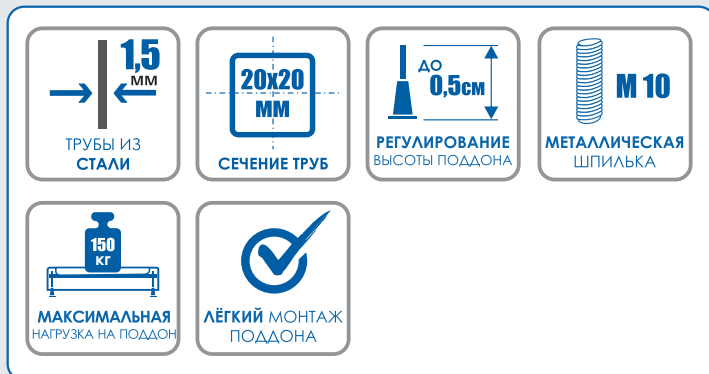 1,5
ММ
ТРУБЫ ИЗ
СТАЛИ
20х20
ММ
СЕЧЕНИЕ ТРУБ
ДО
0,5см
РЕГУЛИРОВАНИЕ
ВЫСОТЫ ПОДДОНА
М 10
МЕТАЛЛИЧЕСКАЯ
ШПИЛЬКА
150
КГ
МАКСИМАЛЬНАЯ
НАГРУЗКА НА ПОДДОН
ЛЁГКИЙ МОНТАЖ
ПОДДОНА